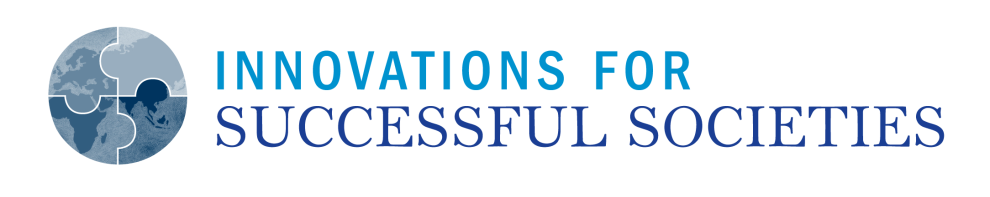 INNOVATIONS FOR
SUCCESSFUL SOCIETIES